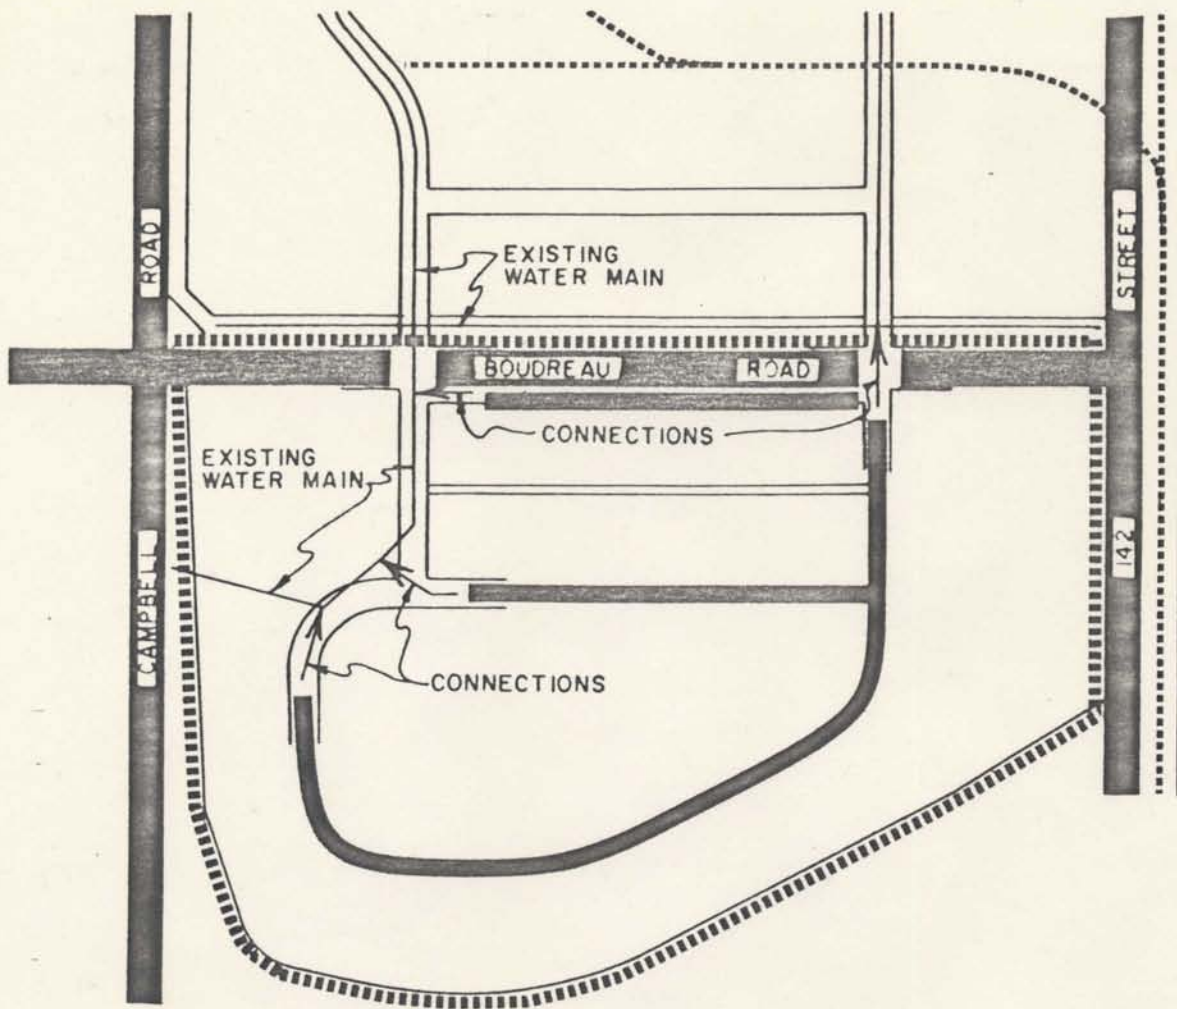 ROAD
STREET
EXISTING
WATER MAIN
BOUDREAU ROAD
CONNECTIONS
EXISTING
WATER MAIN
CAMPBELL
142
CONNECTIONS